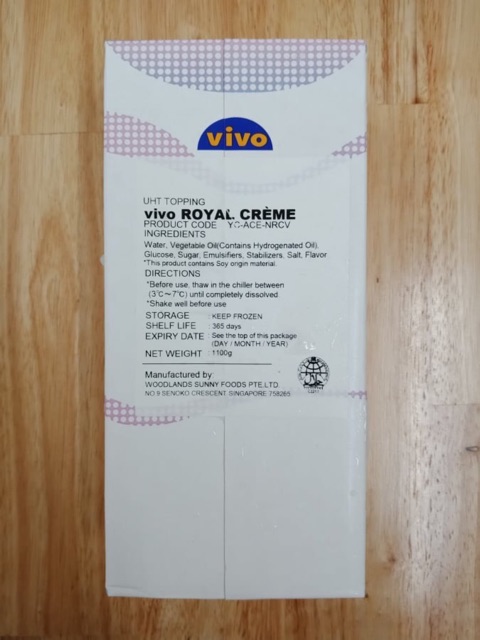 vivo
UHT TOPPING
vivo ROYAL CRÈME
PRODUCT CODE YC-ACE-NRCV
INGREDIENTS
Water, Vegetable Oil(Contains Hydrogenated Oil),
Glucose, Sugar, Emulsifiers, Stabilizers, Salt, Flavor
*This product contains Soy origin material.
DIRECTIONS
*Before use, thaw in the chiller between
(3℃~7℃) until completely dissolved
*Shake well before use
STORAGE : KEEP FROZEN
SHELF LIFE : 365 days
EXPIRY DATE : See the top of this package
(DAY / MONTH / YEAR)
NET WEIGHT : 1100g
Manufactured by:
WOODLANDS SUNNY FOODS PTE.LTD.
NO.9 SENOKO CRESCENT SINGAPORE 758265